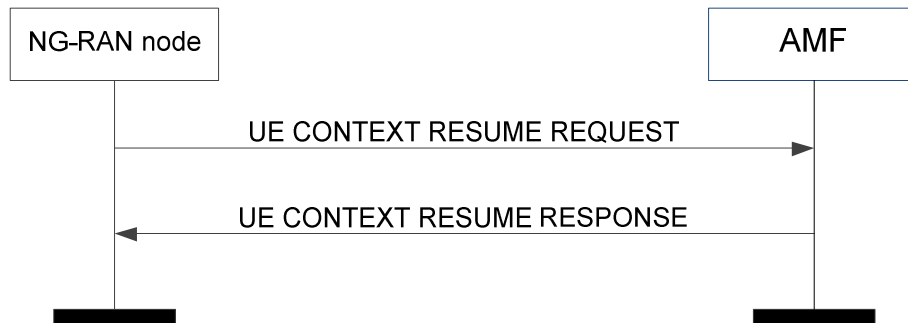 NG-RAN node
AMF
UE CONTEXT RESUME REQUEST
UE CONTEXT RESUME RESPONSE